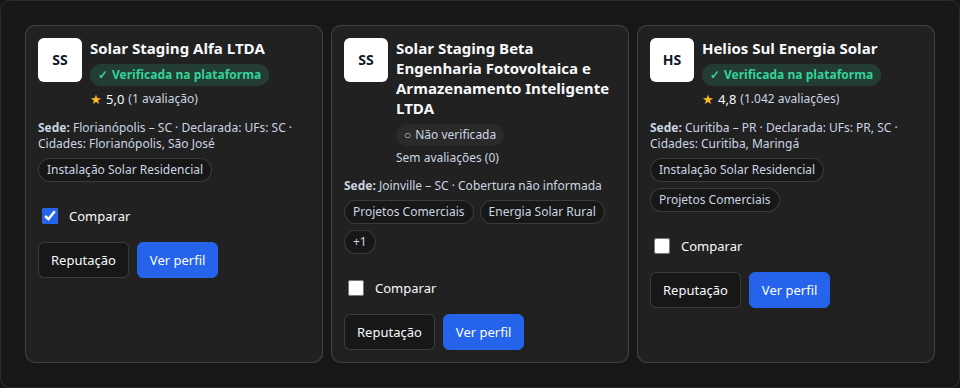 SS
Solar Staging Alfa LTDA
✓ Verificada na plataforma
★ 5,0 (1 avaliação)
Sede: Florianópolis – SC · Declarada: UFs: SC ·
Cidades: Florianópolis, São José
Instalação Solar Residencial
Comparar
Reputação
Ver perfil
SS
Solar Staging Beta
Engenharia Fotovoltaica e
Armazenamento Inteligente
LTDA
○ Não verificada
Sem avaliações (0)
Sede: Joinville – SC · Cobertura não informada
Projetos Comerciais
Energia Solar Rural
+1
Comparar
Reputação
Ver perfil
HS
Helios Sul Energia Solar
✓ Verificada na plataforma
★ 4,8 (1.042 avaliações)
Sede: Curitiba – PR · Declarada: UFs: PR, SC ·
Cidades: Curitiba, Maringá
Instalação Solar Residencial
Projetos Comerciais
Comparar
Reputação
Ver perfil